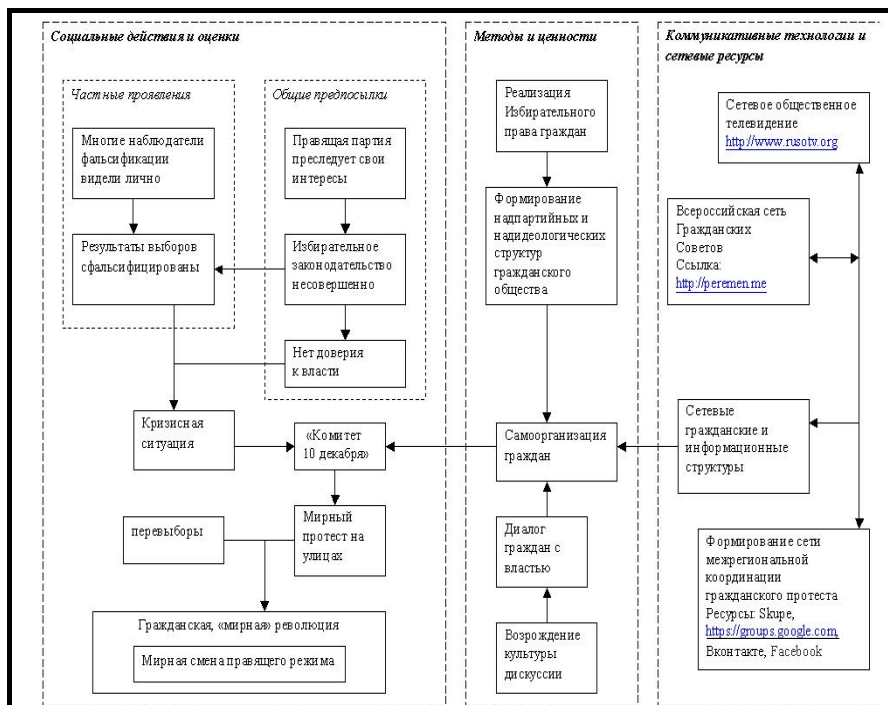 Социальные действия и оценки
Частные проявления
Многие наблюдатели
фальсификации
видели лично
Результаты выборов
сфальсифицированы
Общие предпосылки
Правящая партия
преследует свои
интересы
Избирательное
законодательство
несовершенно
Нет доверия
к власти
Кризисная
ситуация
«Комитет
10 декабря»
перевыборы
Мирный
протест на
улицах
Гражданская, «мирная» революция
Мирная смена правящего режима
Методы и ценности
Реализация
Избирательного
права граждан
Формирование
надпартийных и
надидеологических
структур
гражданского
общества
Самоорганизация
граждан
Диалог
граждан с
властью
Возрождение
культуры
дискуссии
Коммуникативные технологии и
сетевые ресурсы
Сетевое общественное
телевидение
http://www.rusotv.org
Всероссийская сеть
Гражданских
Советов
Ссылка:
http://peremen.me
Сетевые
гражданские и
информационные
структуры
Формирование сети
межрегиональной
координации
гражданского протеста
Ресурсы: Skype,
https://groups.google.com,
Вконтакте, Facebook